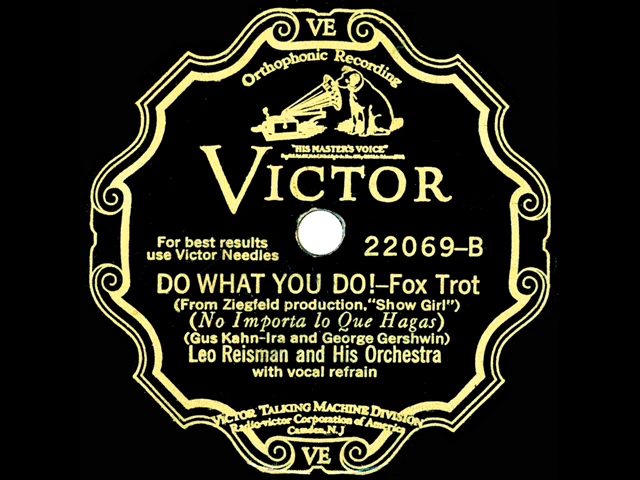 VE
Orthophonic Recording
"HIS MASTER'S VOICE"
VICTOR
For best results
use Victor Needles
22069-B
DO WHAT YOU DO!-Fox Trot
(From Ziegfeld production, "Show Girl")
(No Importa lo Que Hagas)
(Gus Kahn-Ira and George Gershwin)
Leo Reisman and His Orchestra
with vocal refrain
VICTOR TALKING MACHINE DIVISION
Radio-Victor Corporation of America
Camden, N.J
VE